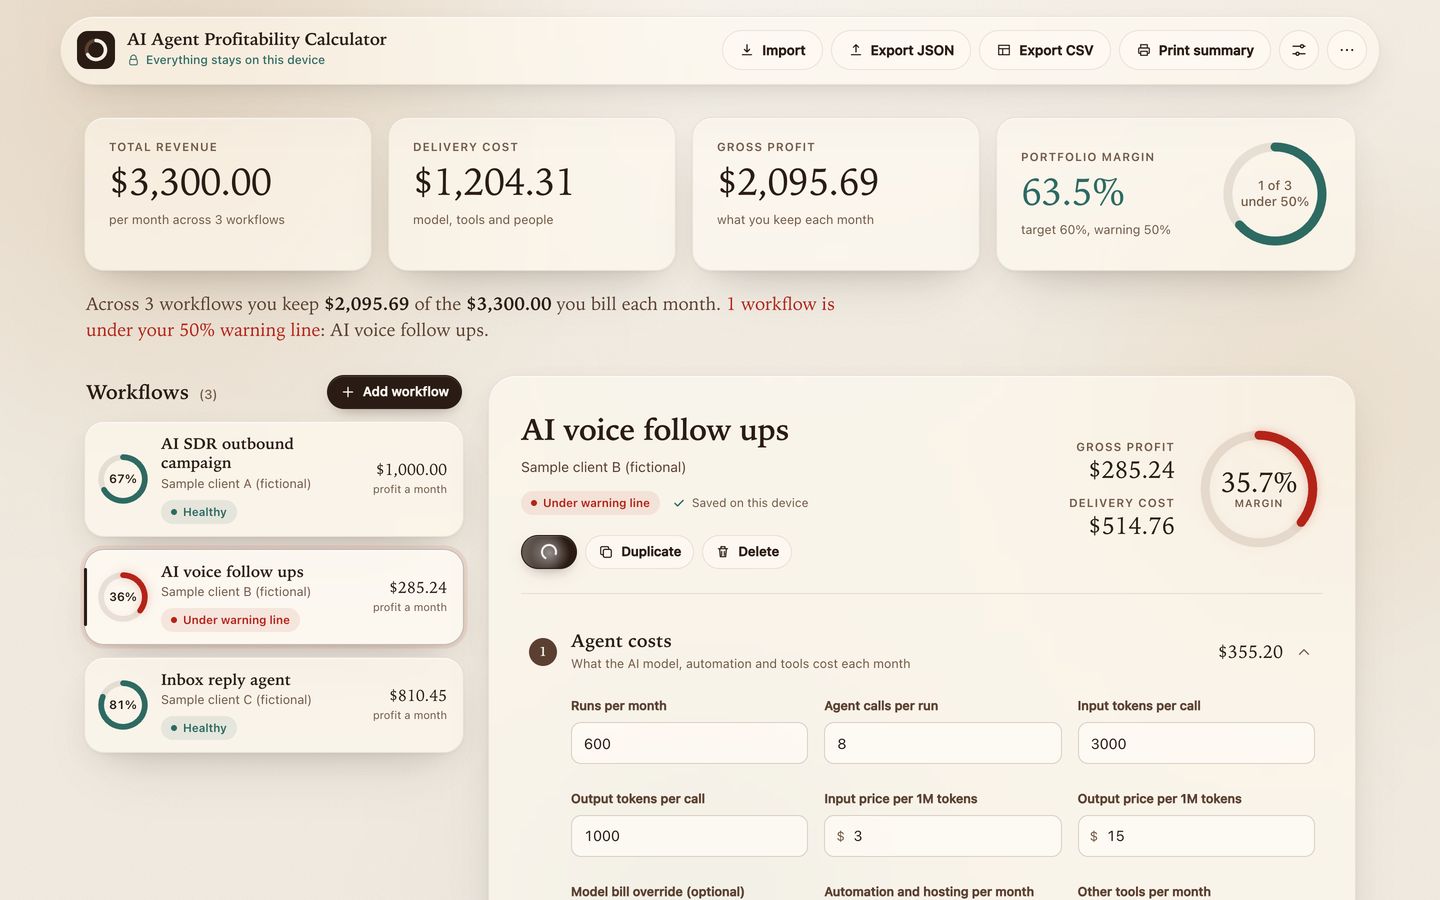 AI Agent Profitability Calculator
Everything stays on this device
Import
Export JSON
Export CSV
Print summary
TOTAL REVENUE
$3,300.00
per month across 3 workflows
DELIVERY COST
$1,204.31
model, tools and people
GROSS PROFIT
$2,095.69
what you keep each month
PORTFOLIO MARGIN
63.5%
target 60%, warning 50%
1 of 3
under 50%
Across 3 workflows you keep $2,095.69 of the $3,300.00 you bill each month. 1 workflow is
under your 50% warning line: AI voice follow ups.
Workflows (3)
Add workflow
67%
AI SDR outbound
campaign
Sample client A (fictional)
Healthy
$1,000.00
profit a month
36%
AI voice follow ups
Sample client B (fictional)
Under warning line
$285.24
profit a month
81%
Inbox reply agent
Sample client C (fictional)
Healthy
$810.45
profit a month
AI voice follow ups
Sample client B (fictional)
Under warning line
Saved on this device
Duplicate
Delete
GROSS PROFIT
$285.24
DELIVERY COST
$514.76
35.7%
MARGIN
1
Agent costs
What the AI model, automation and tools cost each month
$355.20
Runs per month
600
Agent calls per run
8
Input tokens per call
3000
Output tokens per call
1000
Input price per 1M tokens
$ 3
Output price per 1M tokens
$ 15
Model bill override (optional)
Automation and hosting per month
Other tools per month